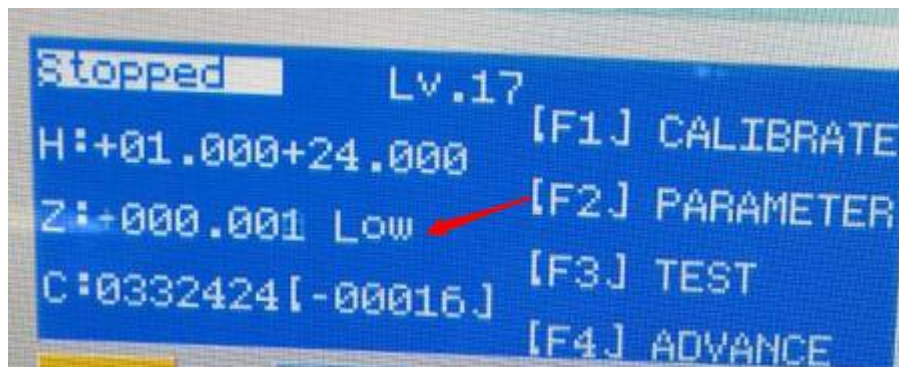 Stopped Lv.17
[F1] CALIBRATE
H:+01.000+24.000
[F2] PARAMETER
Z:+000.001 Low
[F3] TEST
C:0332424[-00016]
[F4] ADVANCE